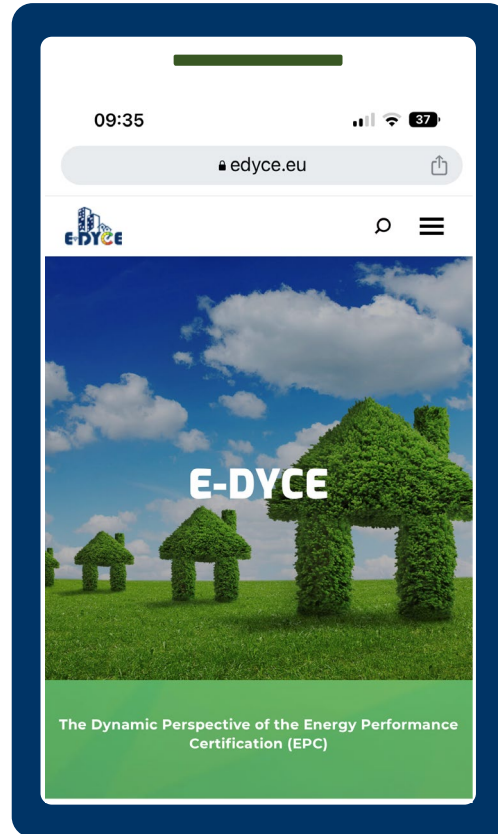 09:35
37
edyce.eu
E-DYCE
E-DYCE
The Dynamic Perspective of the Energy Performance
Certification (EPC)